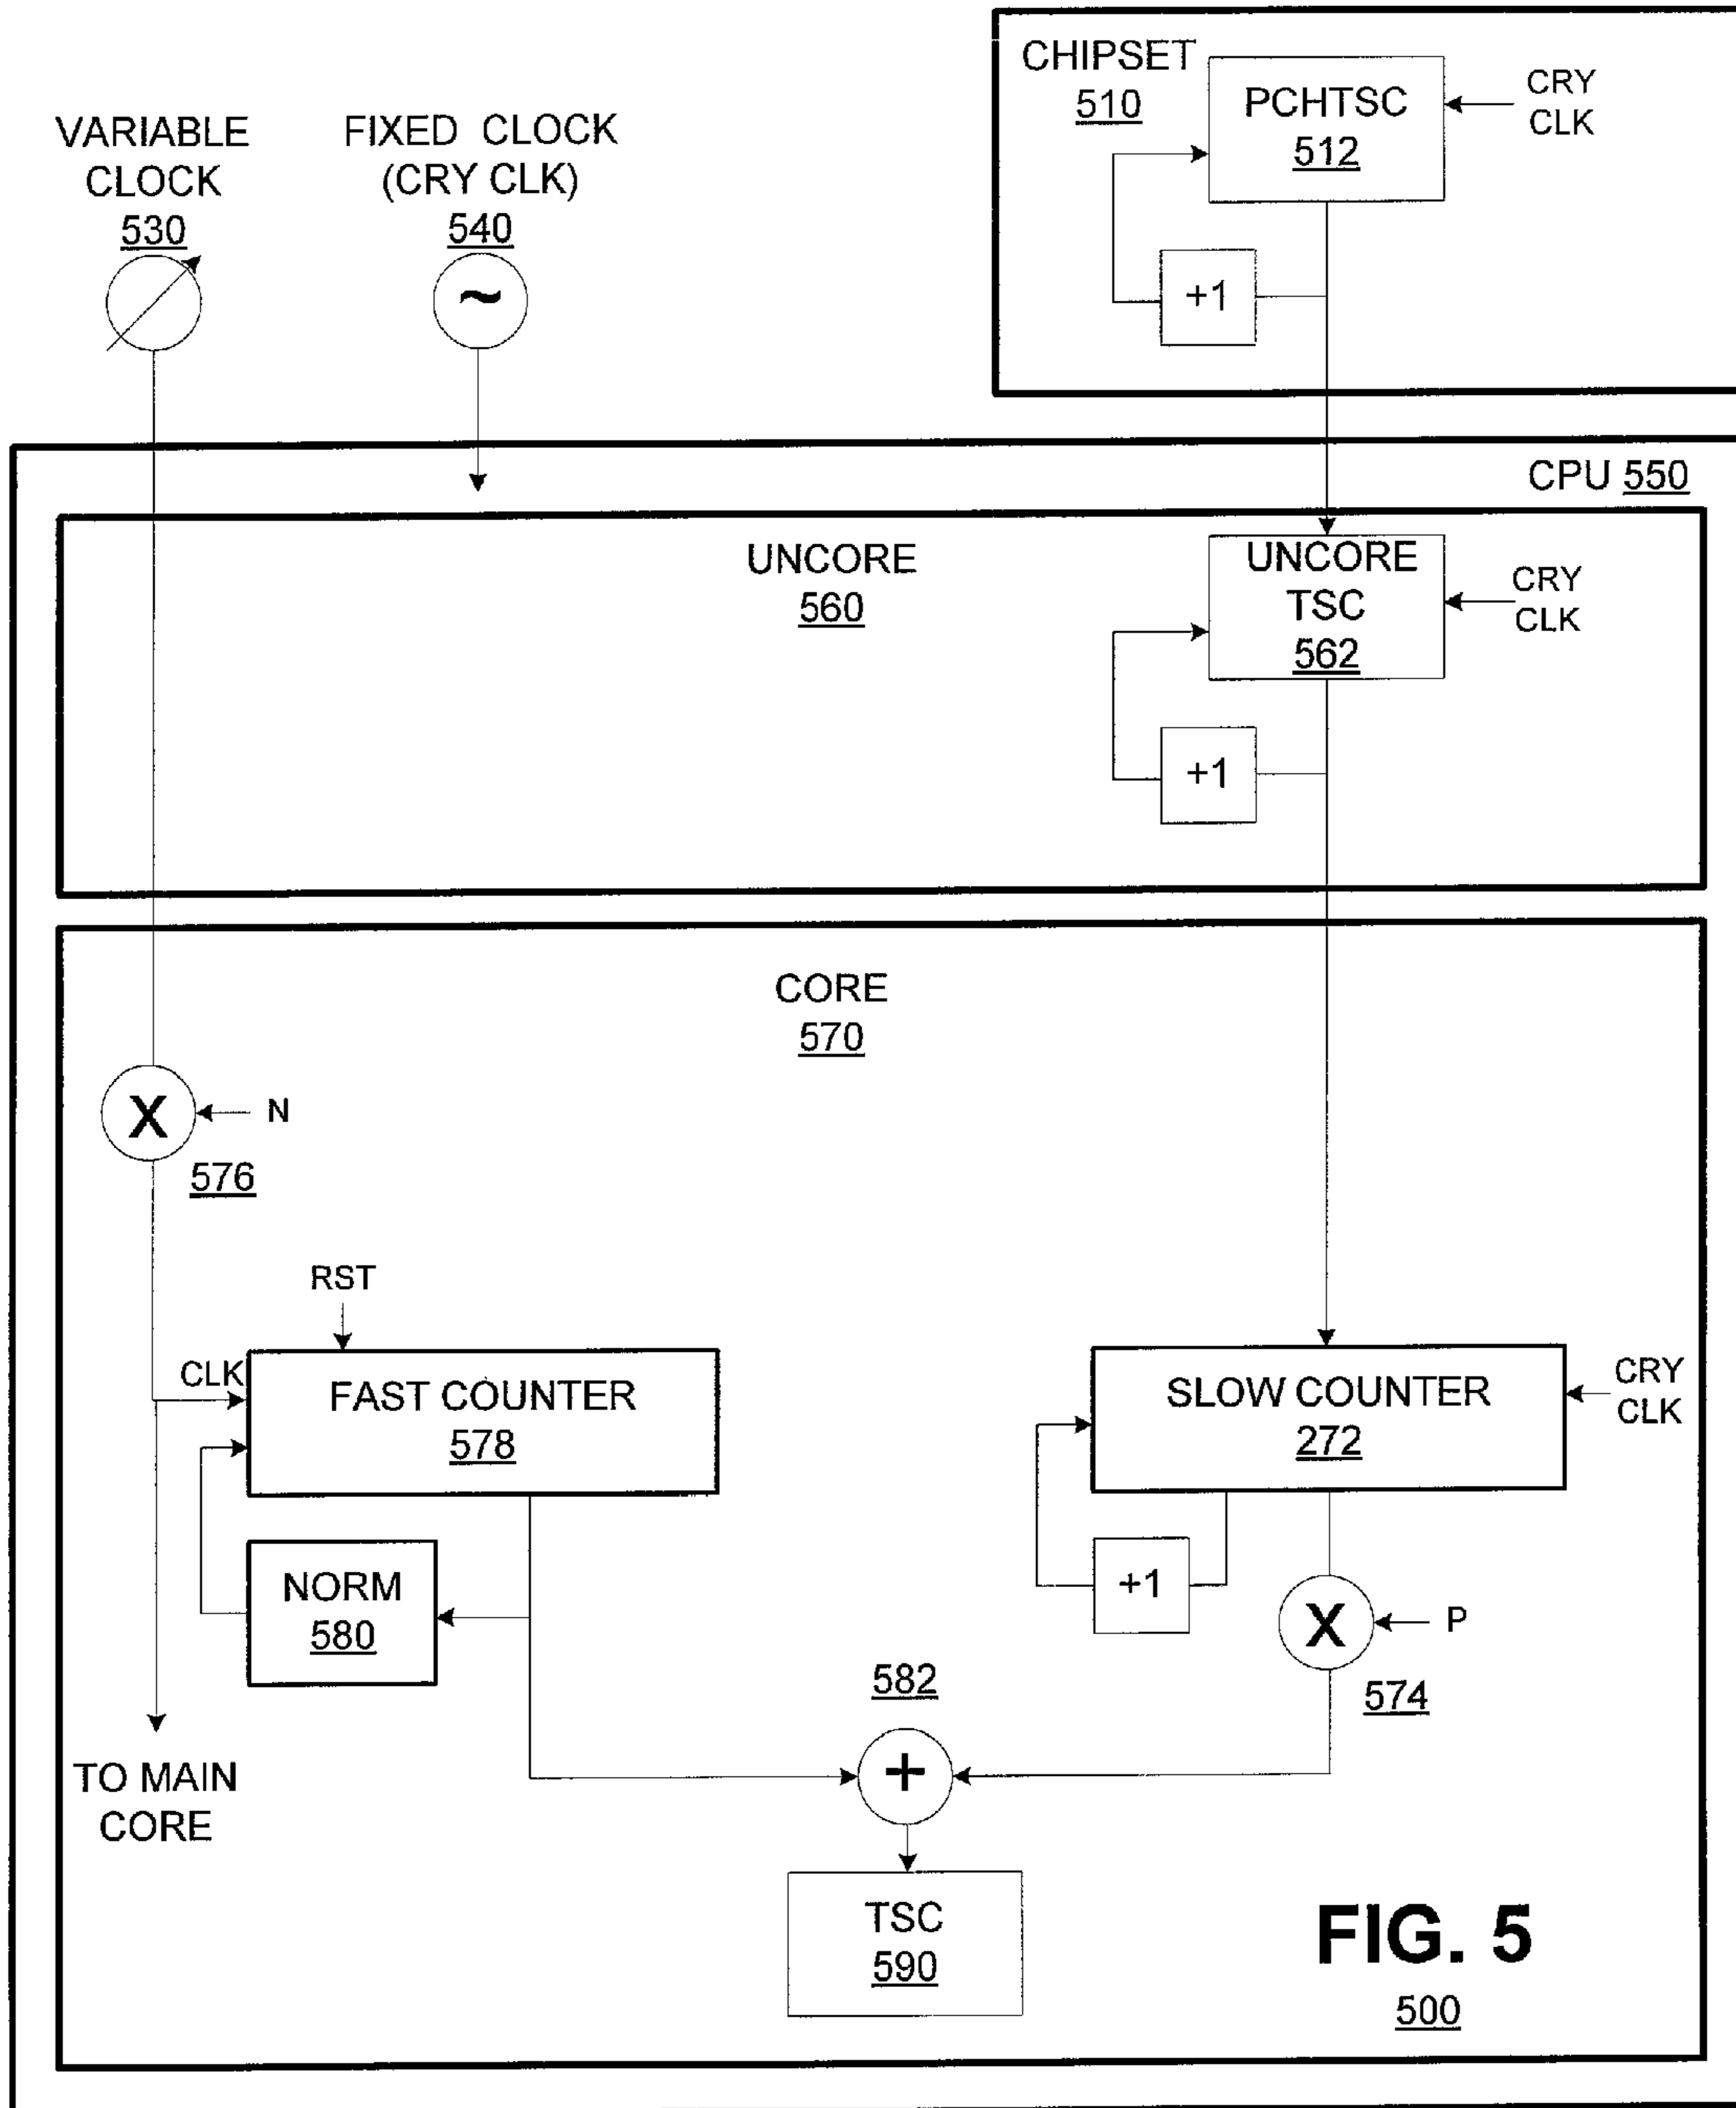 CHIPSET
510
PCHTSC
512
CRY
CLK
+1
VARIABLE
CLOCK
530
FIXED CLOCK
(CRY CLK)
540
~
CPU 550
UNCORE
560
UNCORE
TSC
562
CRY
CLK
+1
CORE
570
X
N
576
RST
CLK
FAST COUNTER
578
NORM
580
TO MAIN
CORE
SLOW COUNTER
272
CRY
CLK
+1
X
P
574
582
+
TSC
590
FIG. 5
500